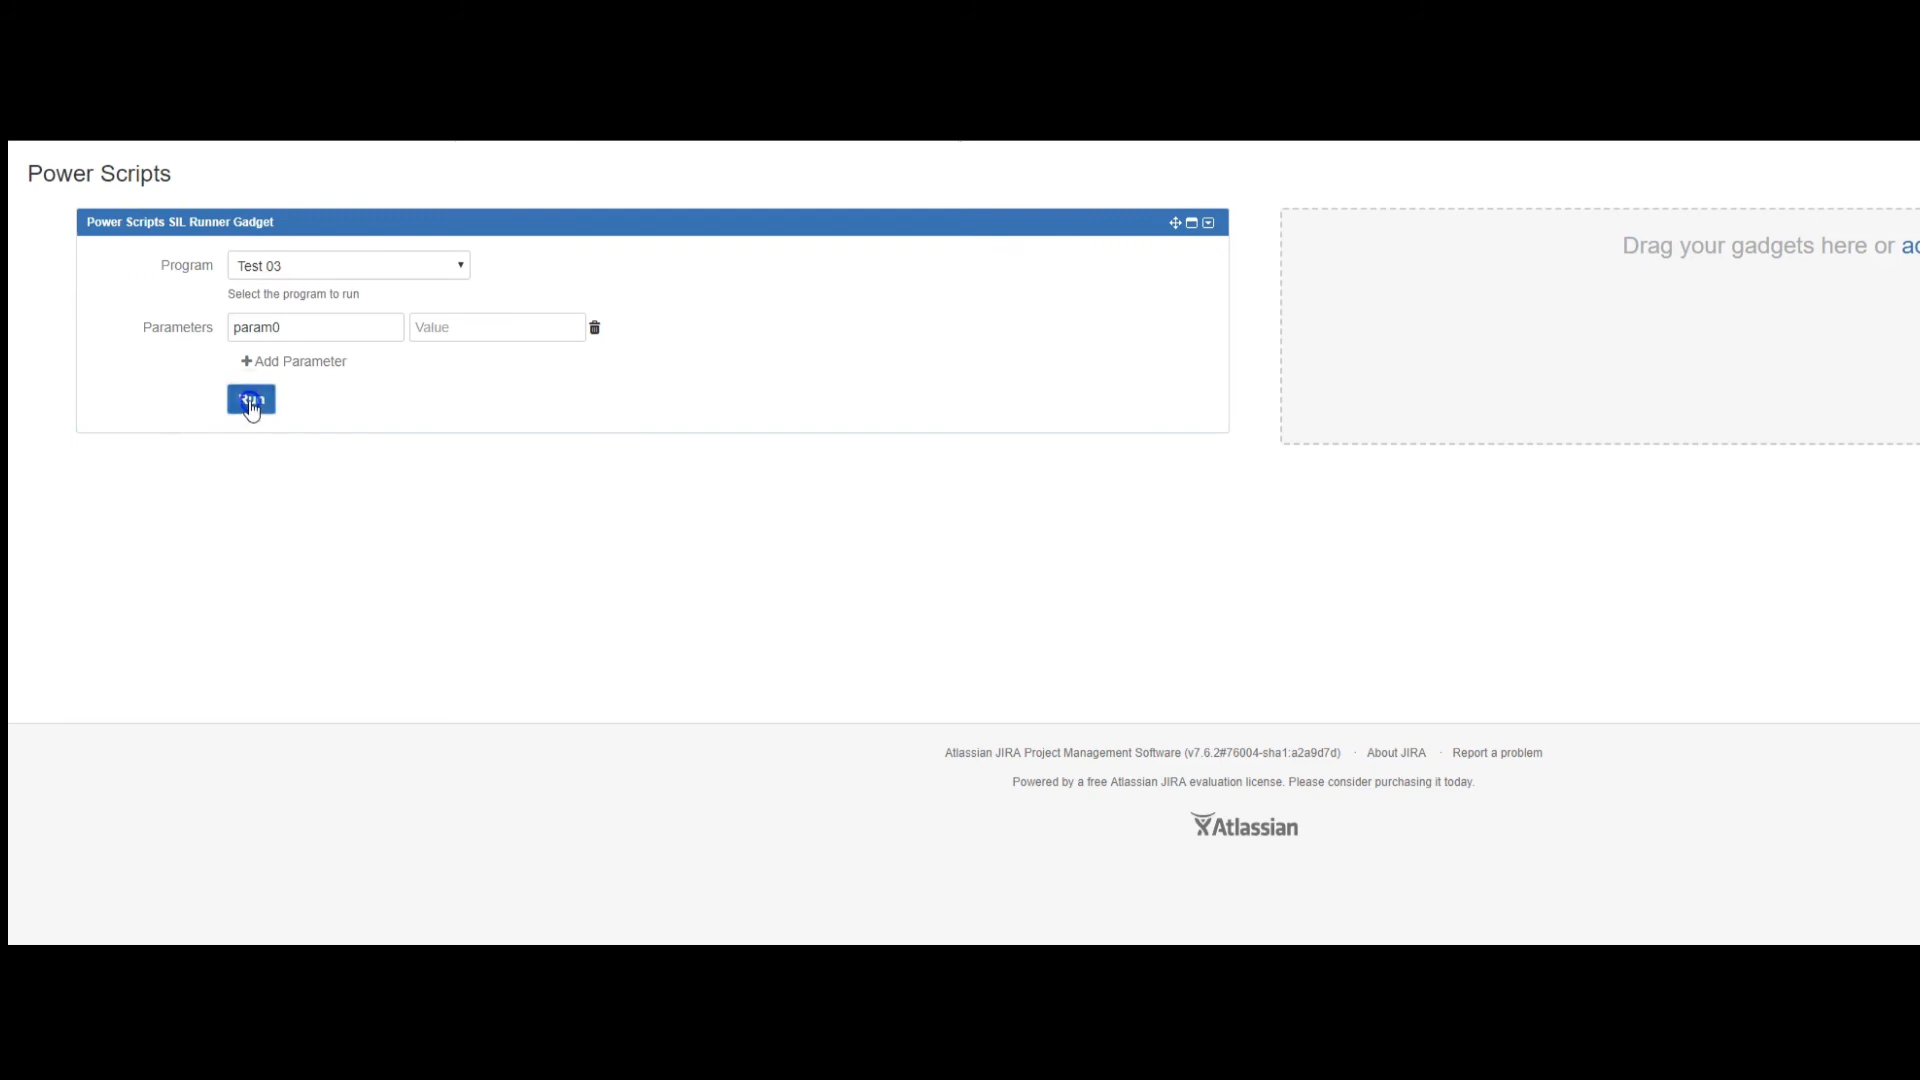 Power Scripts
Power Scripts SIL Runner Gadget
Program
Test 03
Select the program to run
Parameters
param0
Value
Add Parameter
Run
Drag your gadgets here or
Atlassian JIRA Project Management Software (v7.6.2#76004-sha1:a2a9d7d) · About JIRA · Report a problem
Powered by a free Atlassian JIRA evaluation license. Please consider purchasing it today.
Atlassian